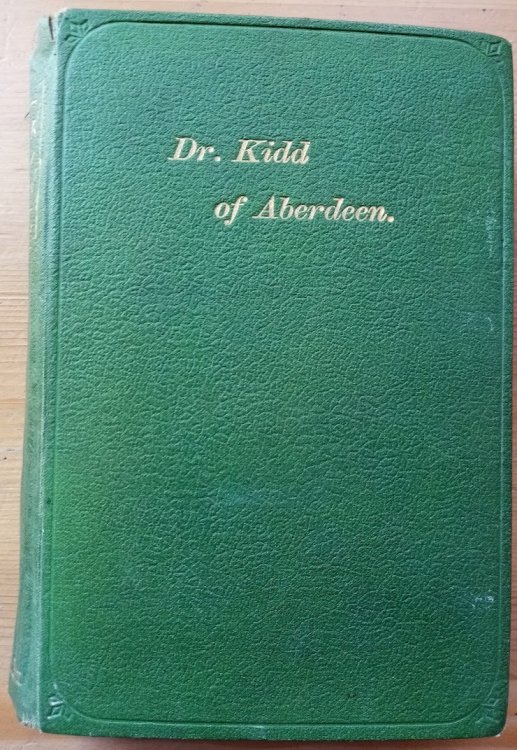 Dr. Kidd
of Aberdeen.